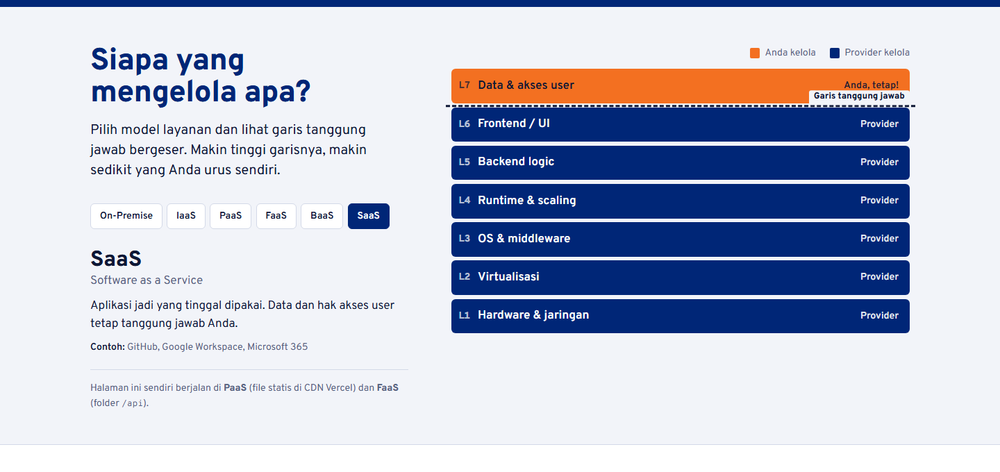 Siapa yang
mengelola apa?
Pilih model layanan dan lihat garis tanggung
jawab bergeser. Makin tinggi garisnya, makin
sedikit yang Anda urus sendiri.
On-Premise IaaS PaaS FaaS BaaS SaaS
SaaS
Software as a Service
Aplikasi jadi yang tinggal dipakai. Data dan hak akses user
tetap tanggung jawab Anda.
Contoh: GitHub, Google Workspace, Microsoft 365
Halaman ini sendiri berjalan di PaaS (file statis di CDN Vercel) dan FaaS
(folder /api).
Anda kelola Provider kelola
L7 Data & akses user Anda, tetap!
Garis tanggung jawab
L6 Frontend / UI Provider
L5 Backend logic Provider
L4 Runtime & scaling Provider
L3 OS & middleware Provider
L2 Virtualisasi Provider
L1 Hardware & jaringan Provider